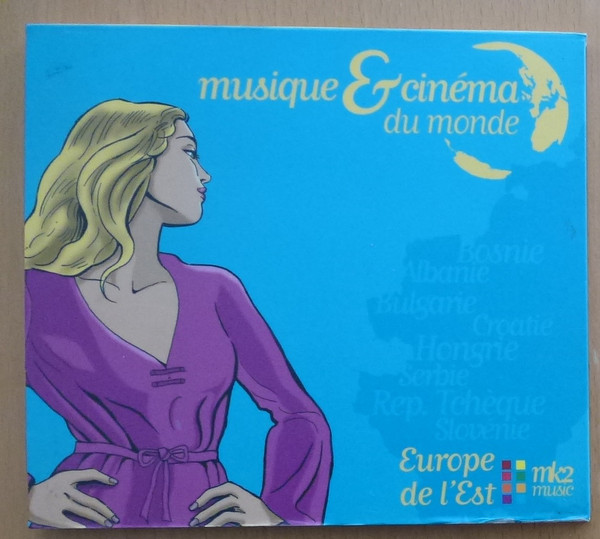 musique & cinéma
du monde
Bosnie
Albanie
Bulgarie
Croatie
Hongrie
Serbie
Rep. Tchèque
Slovénie
Europe
de l'Est
mk2
music